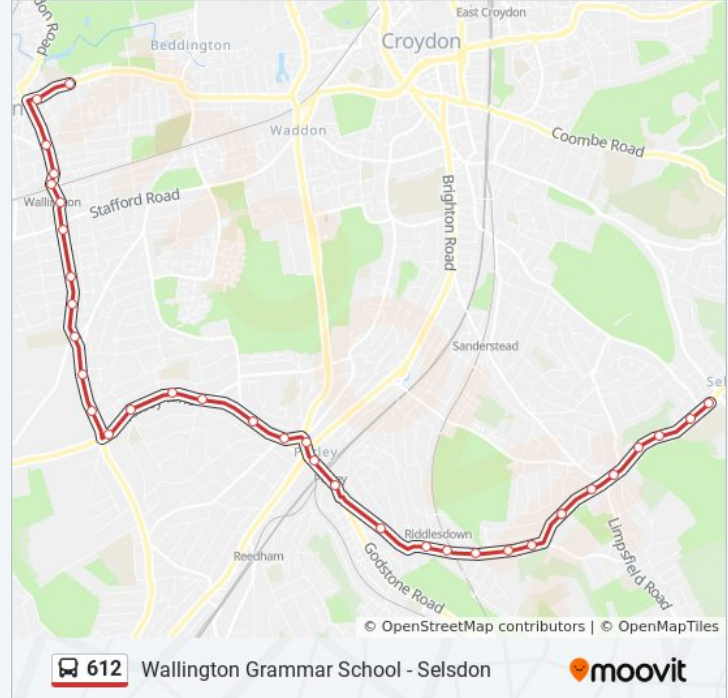 East Croydon
Beddington
Croydon
Waddon
Coombe Road
Wallington
Stafford Road
Brighton Road
Sanderstead
Riddlesdown
Reedham
Godstone Road
Limpsfield Road
© OpenStreetMap contributors | © OpenMapTiles
612 Wallington Grammar School - Selsdon
moovit